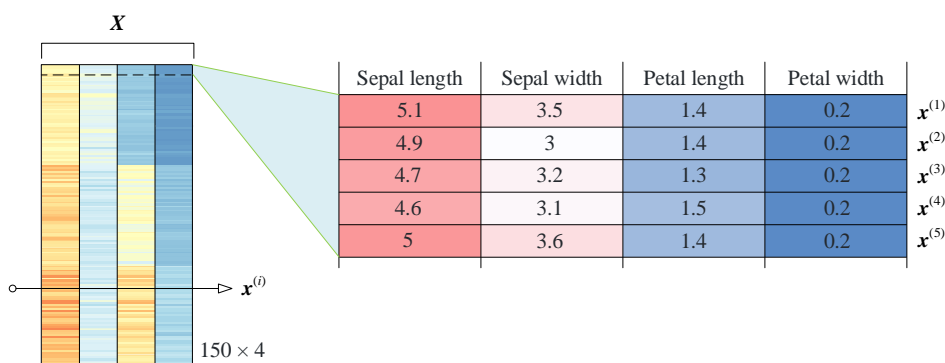 X
Sepal length Sepal width Petal length Petal width
5.1 3.5 1.4 0.2 x^(1)
4.9 3 1.4 0.2 x^(2)
4.7 3.2 1.3 0.2 x^(3)
4.6 3.1 1.5 0.2 x^(4)
5 3.6 1.4 0.2 x^(5)
x^(i)
150 × 4